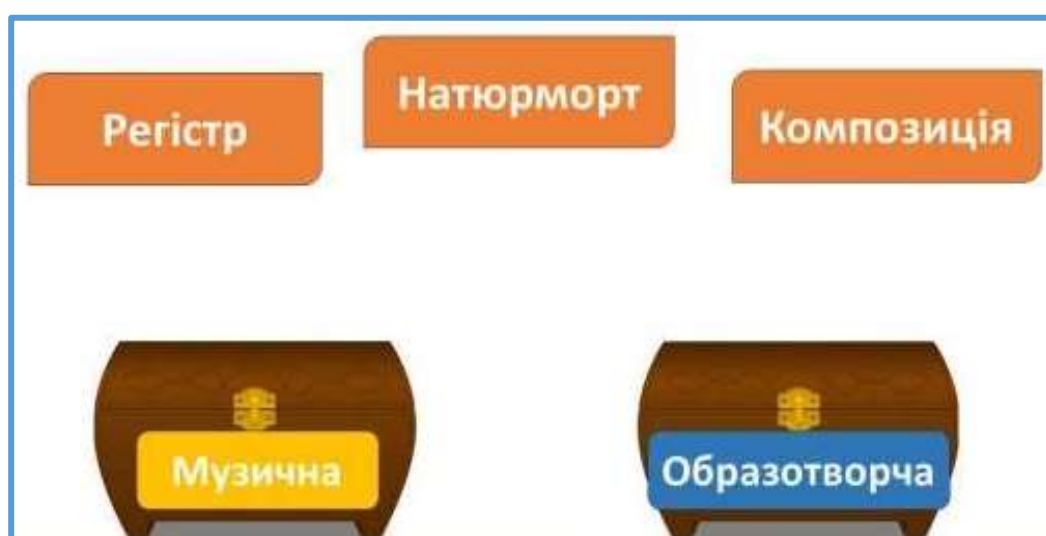 Регістр
Натюрморт
Композиція
Музична
Образотворча